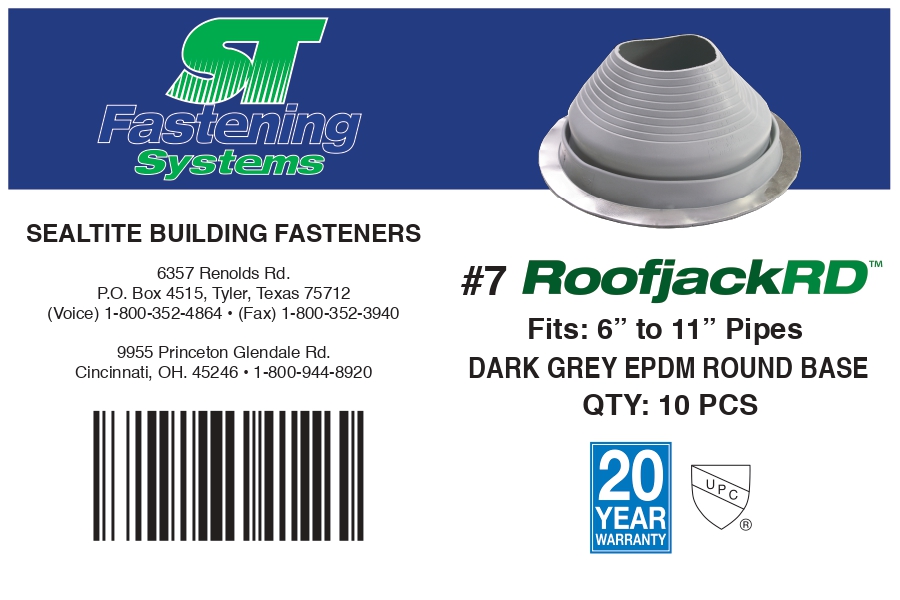 ST
Fastening
Systems
SEALTITE BUILDING FASTENERS
6357 Renolds Rd.
P.O. Box 4515, Tyler, Texas 75712
(Voice) 1-800-352-4864 • (Fax) 1-800-352-3940
9955 Princeton Glendale Rd.
Cincinnati, OH. 45246 • 1-800-944-8920
#7 RoofjackRD™
Fits: 6” to 11” Pipes
DARK GREY EPDM ROUND BASE
QTY: 10 PCS
20
YEAR
WARRANTY
UPC
®